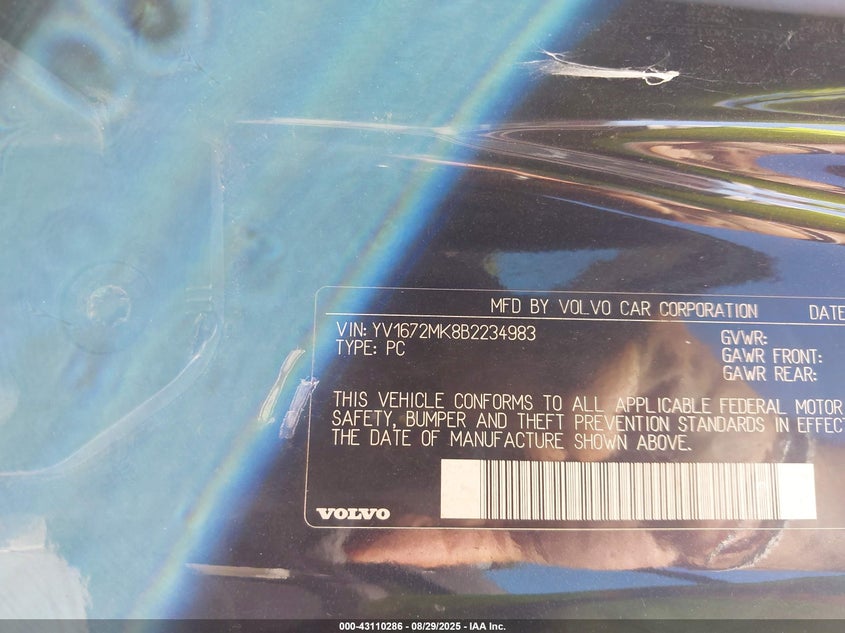 MFD BY VOLVO CAR CORPORATION DATE
VIN: YV1672MK8B2234983
TYPE: PC
GVWR:
GAWR FRONT:
GAWR REAR:
THIS VEHICLE CONFORMS TO ALL APPLICABLE FEDERAL MOTOR
SAFETY, BUMPER AND THEFT PREVENTION STANDARDS IN EFFECT
THE DATE OF MANUFACTURE SHOWN ABOVE.
VOLVO
000-43110286 - 08/29/2025 - IAA Inc.